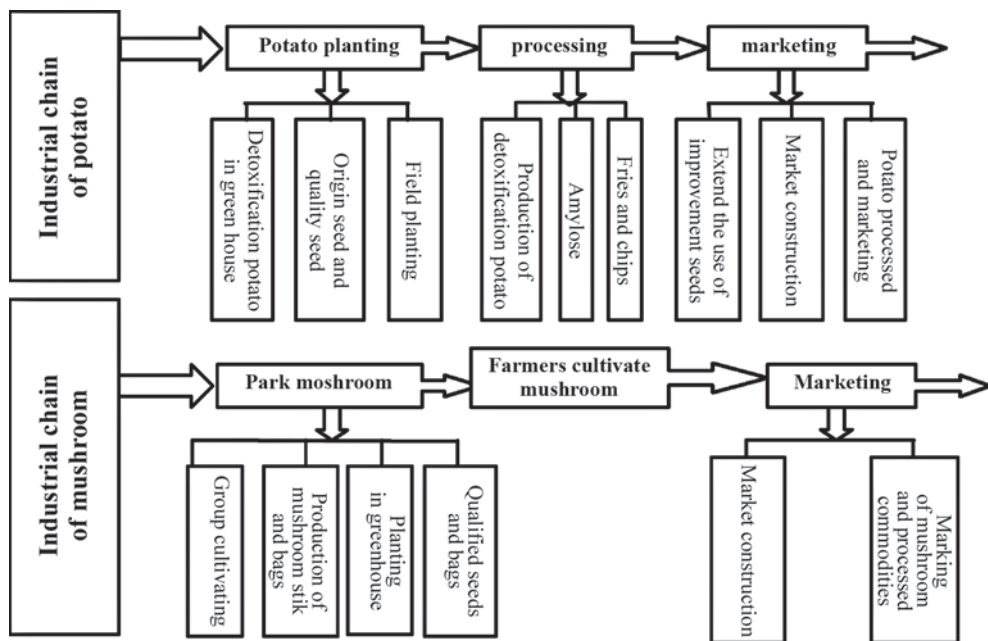 Industrial chain
of potato
Potato planting
processing
marketing
Detoxification potato
in green house
Origin seed and
quality seed
Field planting
Production of
detoxification potato
Amylose
Fries and chips
Extend the use of
improvement seeds
Market construction
Potato processed
and marketing
Industrial chain
of mushroom
Park moshroom
Farmers cultivate
mushroom
Marketing
Group cultivating
Production of
mushroom stik
and bags
Planting
in greenhouse
Qualified seeds
and bags
Market construction
Marking
of mushroom
and processed
commodities